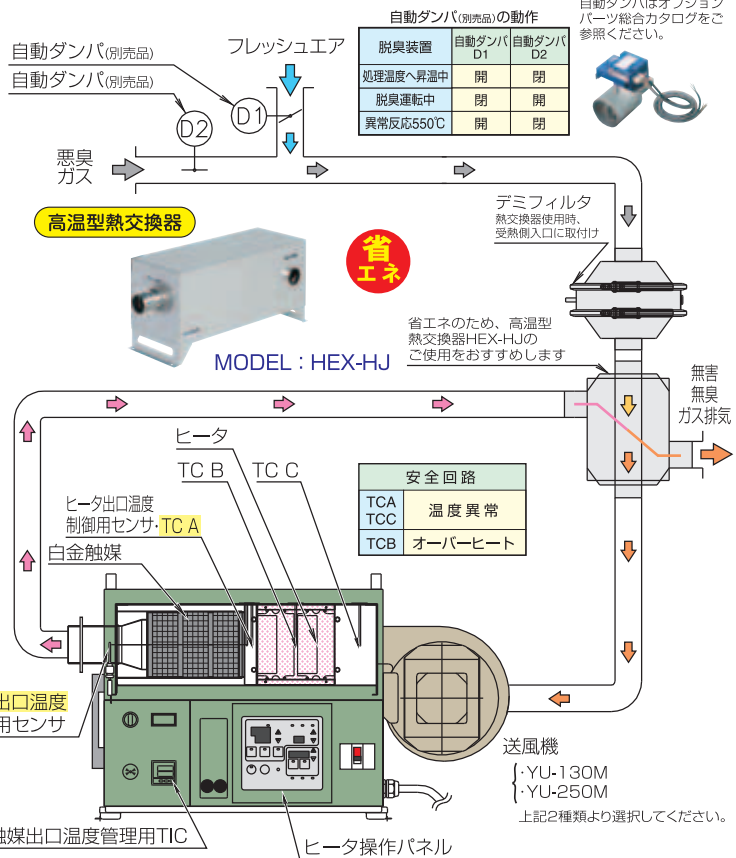 自動ダンパはオプション
パーツ総合カタログをご
参照ください。
自動ダンパ(別売品)の動作
脱臭装置 自動ダンパD1 自動ダンパD2
処理温度へ昇温中 開 閉
脱臭運転中 閉 開
異常反応550℃ 開 閉
フレッシュエア
自動ダンパ(別売品)
自動ダンパ(別売品)
D1
D2
悪臭
ガス
高温型熱交換器
省
エネ
MODEL:HEX-HJ
デミフィルタ
熱交換器使用時、
受熱側入口に取付け
省エネのため、高温型
熱交換器HEX-HJの
ご使用をおすすめします
無害
無臭
ガス排気
ヒータ
TC B
TC C
ヒータ出口温度
制御用センサ・TC A
白金触媒
安全回路
TCA
TCC
温度異常
TCB オーバーヒート
出口温度
用センサ
送風機
・YU-130M
・YU-250M
上記2種類より選択してください。
触媒出口温度管理用TIC
ヒータ操作パネル